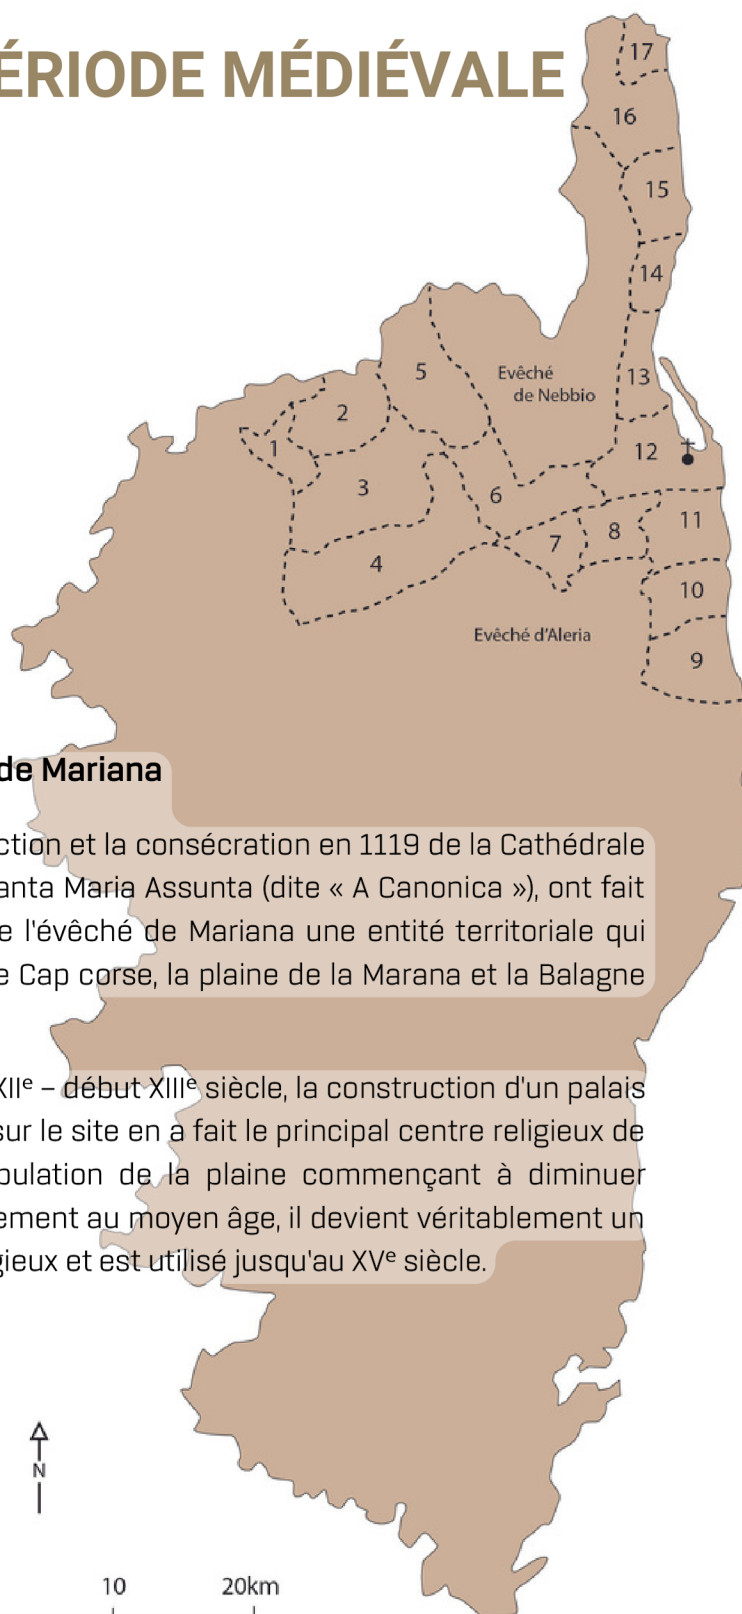 ÉRIODE MÉDIÉVALE
17
16
15
14
5
Evêché
de Nebbio
13
2
1
12
3
6
11
8
7
4
10
Evêché d'Aleria
9
de Mariana
ction et la consécration en 1119 de la Cathédrale
anta Maria Assunta (dite « A Canonica »), ont fait
e l'évêché de Mariana une entité territoriale qui
e Cap corse, la plaine de la Marana et la Balagne
XIIe – début XIIIe siècle, la construction d'un palais
sur le site en a fait le principal centre religieux de
pulation de la plaine commençant à diminuer
ement au moyen âge, il devient véritablement un
gieux et est utilisé jusqu'au XVe siècle.
N
10 20km